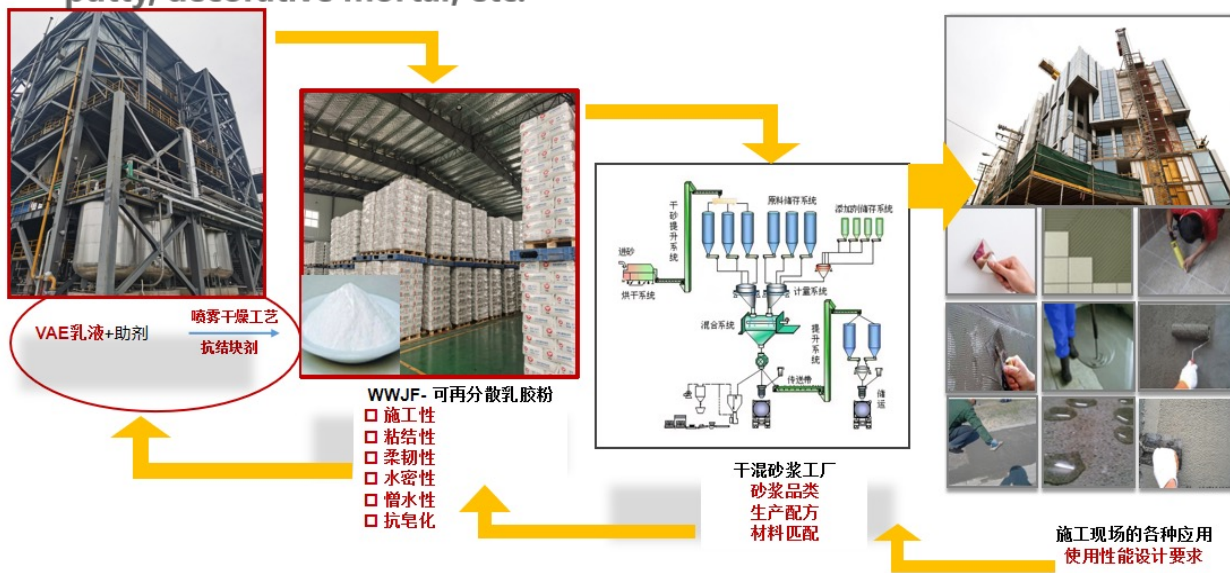 putty, decorative mortar, etc.
VAE乳液+助剂
喷雾干燥工艺
抗结块剂
WWJF- 可再分散乳胶粉
施工性
粘结性
柔韧性
水密性
憎水性
抗皂化
干砂提升系统
进砂
烘干系统
原料储存系统
添加剂储存系统
计量系统
混合系统
提升系统
传送带
储运
干混砂浆工厂
砂浆品类
生产配方
材料匹配
施工现场的各种应用
使用性能设计要求